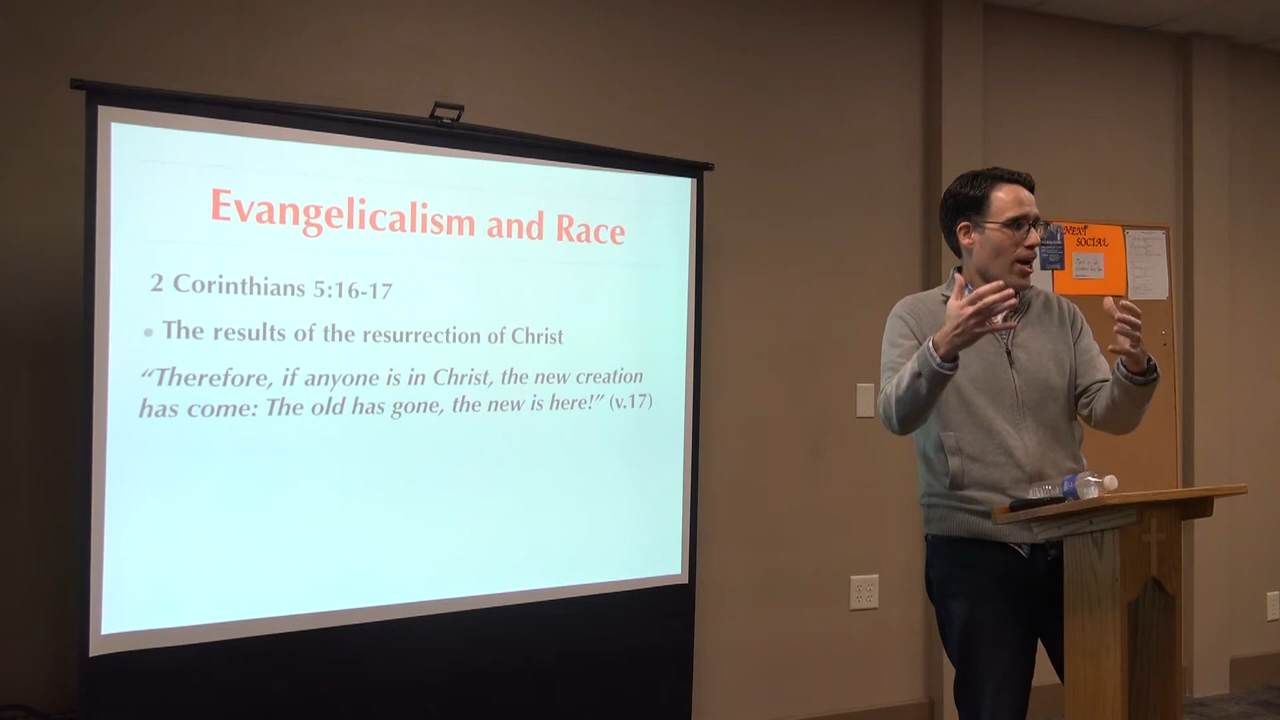 Evangelicalism and Race
2 Corinthians 5:16-17
• The results of the resurrection of Christ
“Therefore, if anyone is in Christ, the new creation
has come: The old has gone, the new is here!” (v.17)
NEXT
SOCIAL